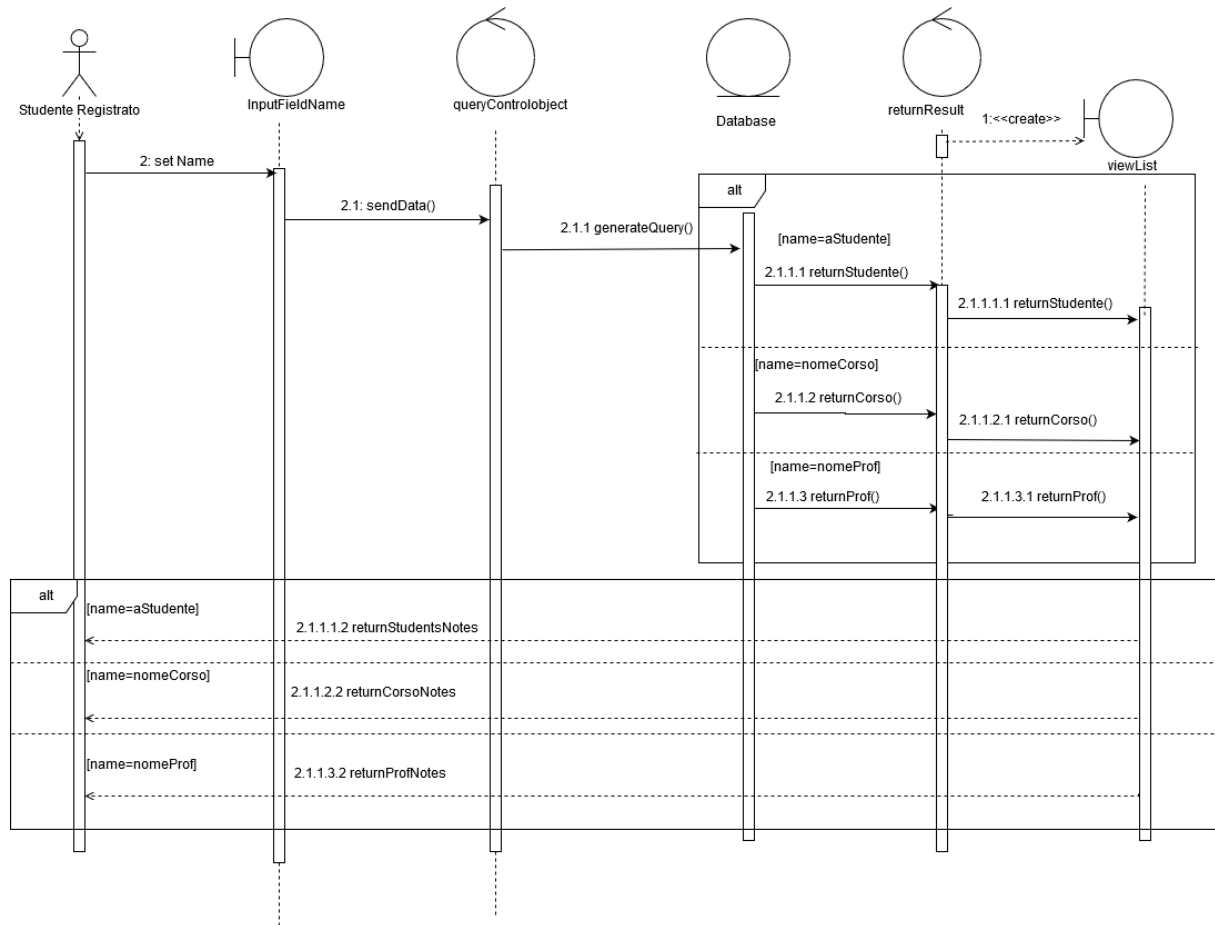 Studente Registrato
InputFieldName
queryControlobject
Database
returnResult
1:<<create>>
viewList
2: set Name
alt
2.1: sendData()
2.1.1 generateQuery()
[name=aStudente]
2.1.1.1 returnStudente()
2.1.1.1.1 returnStudente()
[name=nomeCorso]
2.1.1.2 returnCorso()
2.1.1.2.1 returnCorso()
[name=nomeProf]
2.1.1.3 returnProf()
2.1.1.3.1 returnProf()
alt
[name=aStudente]
2.1.1.1.2 returnStudentsNotes
[name=nomeCorso]
2.1.1.2.2 returnCorsoNotes
[name=nomeProf]
2.1.1.3.2 returnProfNotes